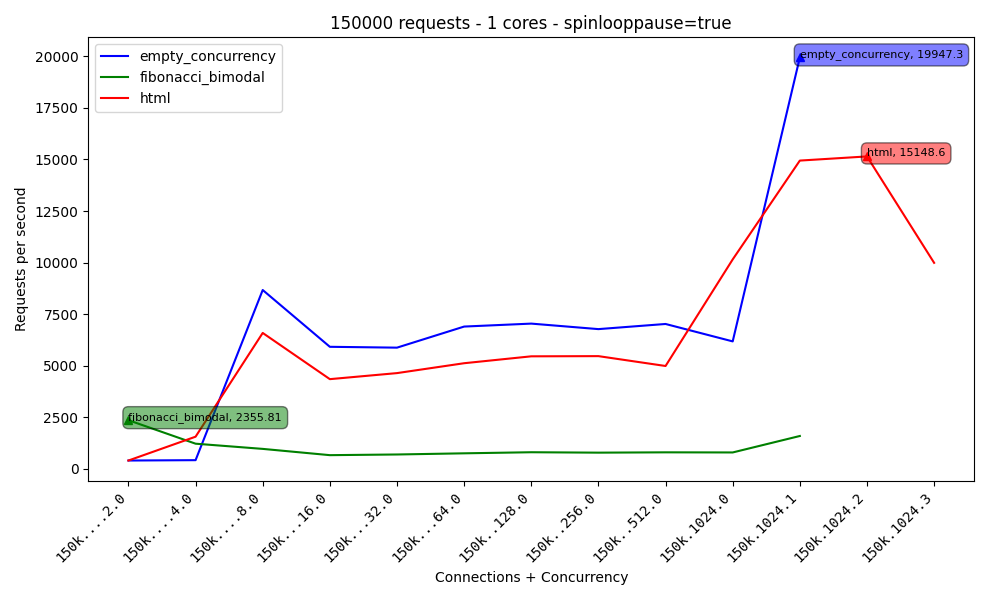 150000 requests - 1 cores - spinlooppause=true
empty_concurrency
fibonacci_bimodal
html
empty_concurrency, 19947.3
html, 15148.6
fibonacci_bimodal, 2355.81
Requests per second
20000
17500
15000
12500
10000
7500
5000
2500
0
150k....2.0
150k....4.0
150k....8.0
150k...16.0
150k...32.0
150k...64.0
150k..128.0
150k..256.0
150k..512.0
150k.1024.0
150k.1024.1
150k.1024.2
150k.1024.3
Connections + Concurrency